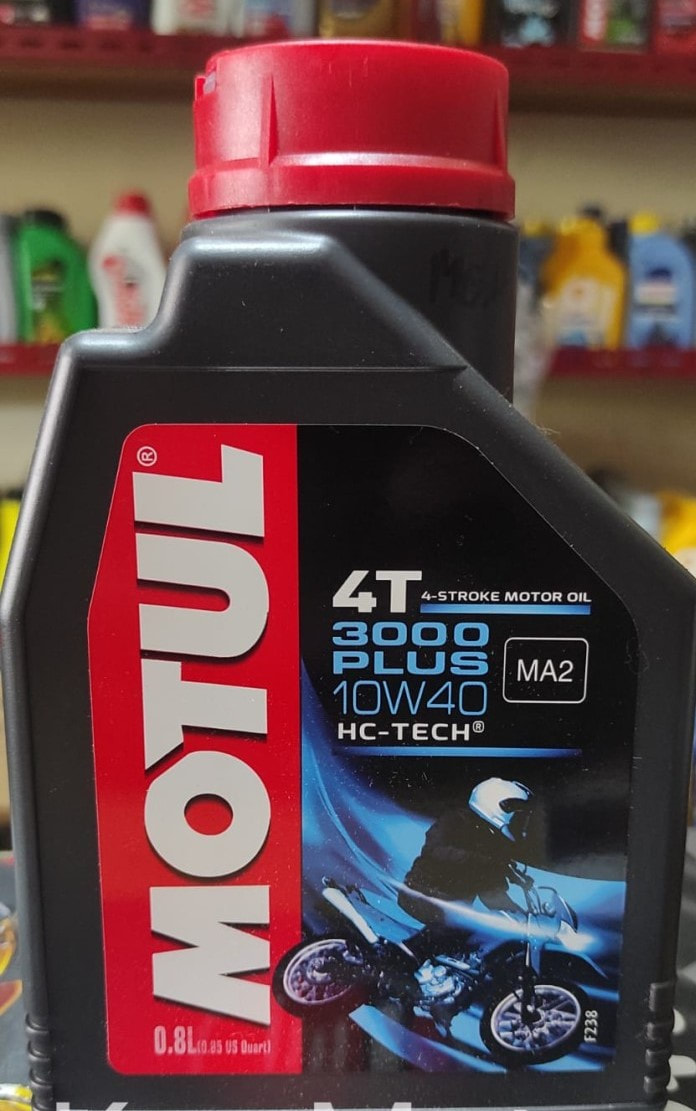 MOTUL®
4T 4-STROKE MOTOR OIL
3000
PLUS
10W40
MA2
HC-TECH®
0.8L(0.85 US Quart)
F238